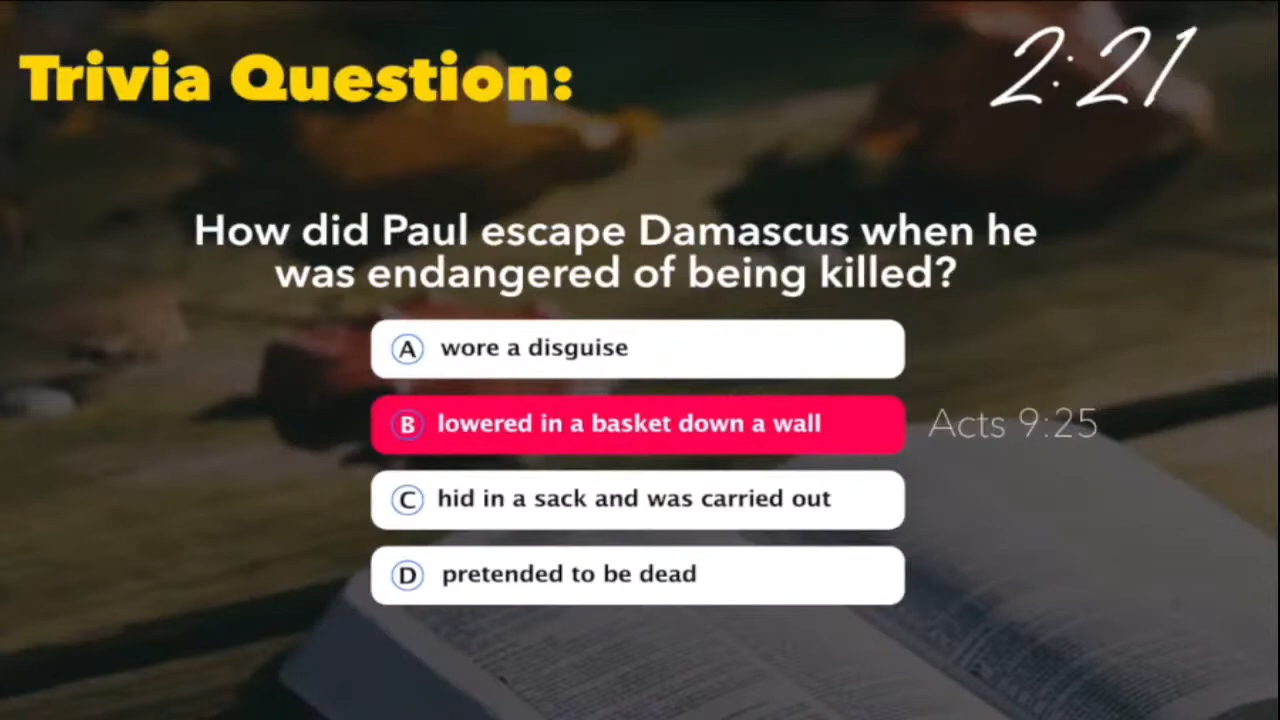 Trivia Question:
2:21
How did Paul escape Damascus when he
was endangered of being killed?
A wore a disguise
B lowered in a basket down a wall
Acts 9:25
C hid in a sack and was carried out
D pretended to be dead